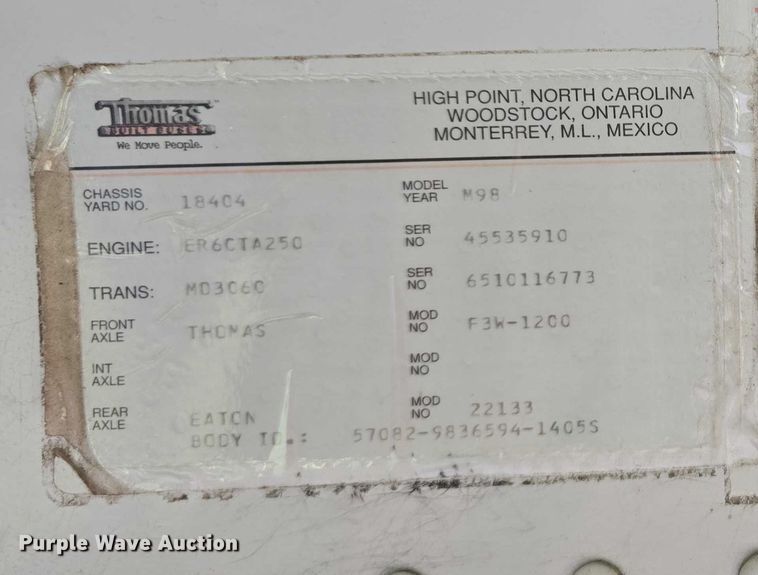 Thomas™
BUILT BUSES
We Move People.
HIGH POINT, NORTH CAROLINA
WOODSTOCK, ONTARIO
MONTERREY, M.L., MEXICO
CHASSIS YARD NO. 18404 MODEL YEAR M98
ENGINE: ER6CTA250 SER NO 45535910
TRANS: MD3060 SER NO 6510116773
FRONT AXLE THOMAS MOD NO F3W-1200
INT AXLE MOD NO
REAR AXLE EATON MOD NO 22133
BODY ID.: 57082-9836594-1405S
Purple Wave Auction